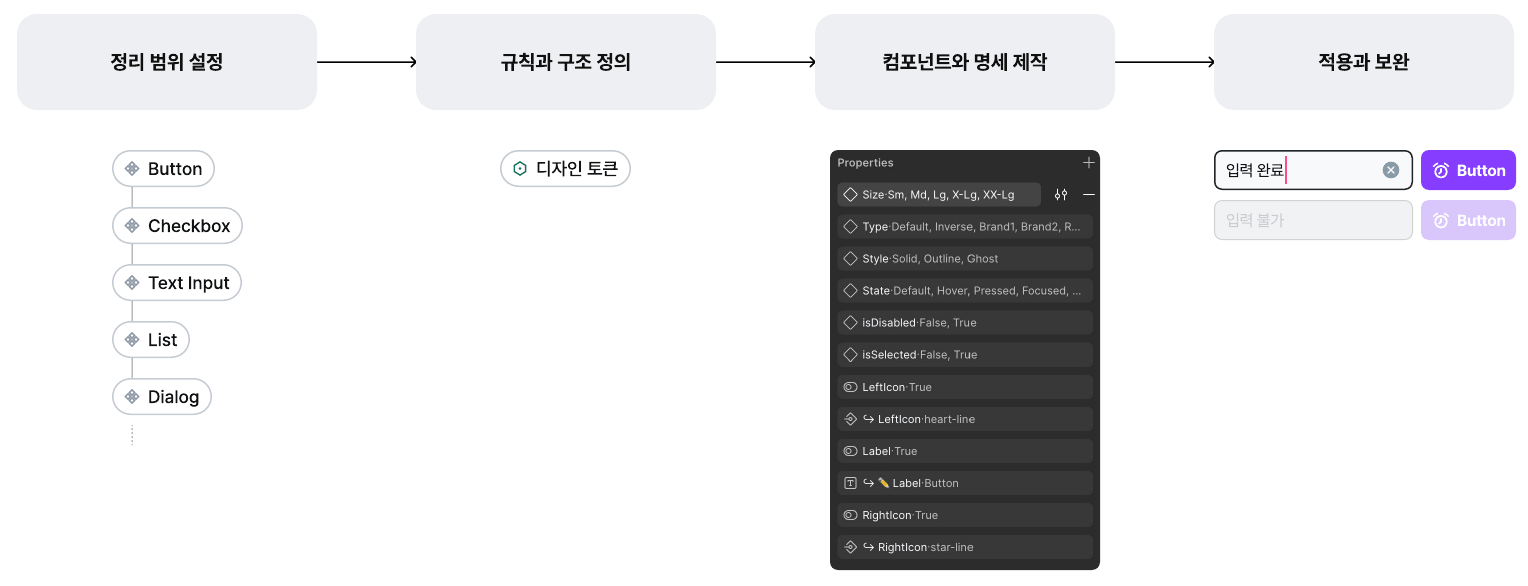 정리 범위 설정
규칙과 구조 정의
컴포넌트와 명세 제작
적용과 보완
Button
Checkbox
Text Input
List
Dialog
디자인 토큰
Properties
Size·Sm, Md, Lg, X-Lg, XX-Lg
Type·Default, Inverse, Brand1, Brand2, R...
Style·Solid, Outline, Ghost
State·Default, Hover, Pressed, Focused, ...
isDisabled·False, True
isSelected·False, True
LeftIcon·True
↪ LeftIcon·heart-line
Label·True
↪ ✏️ Label·Button
RightIcon·True
↪ RightIcon·star-line
입력 완료
Button
입력 불가
Button